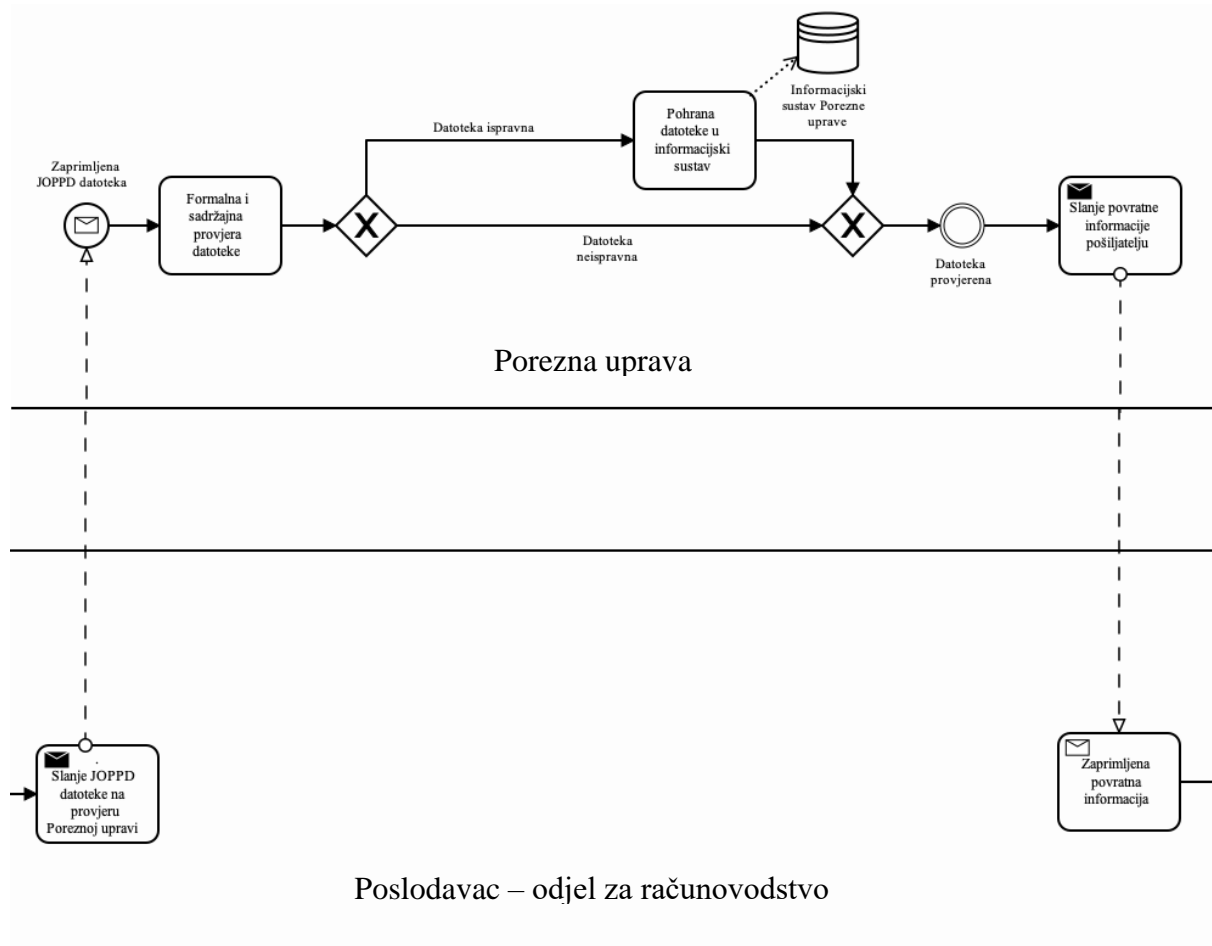 Informacijski
sustav Porezne
uprave
Pohrana
datoteke u
informacijski
sustav
Datoteka ispravna
Zaprimljena
JOPPD datoteka
Formalna i
sadržajna
provjera
datoteke
X
X
Slanje povratne
informacije
pošiljatelju
Datoteka
neispravna
Datoteka
provjerena
Porezna uprava
Slanje JOPPD
datoteke na
provjeru
Poreznoj upravi
Zaprimljena
povratna
informacija
Poslodavac – odjel za računovodstvo